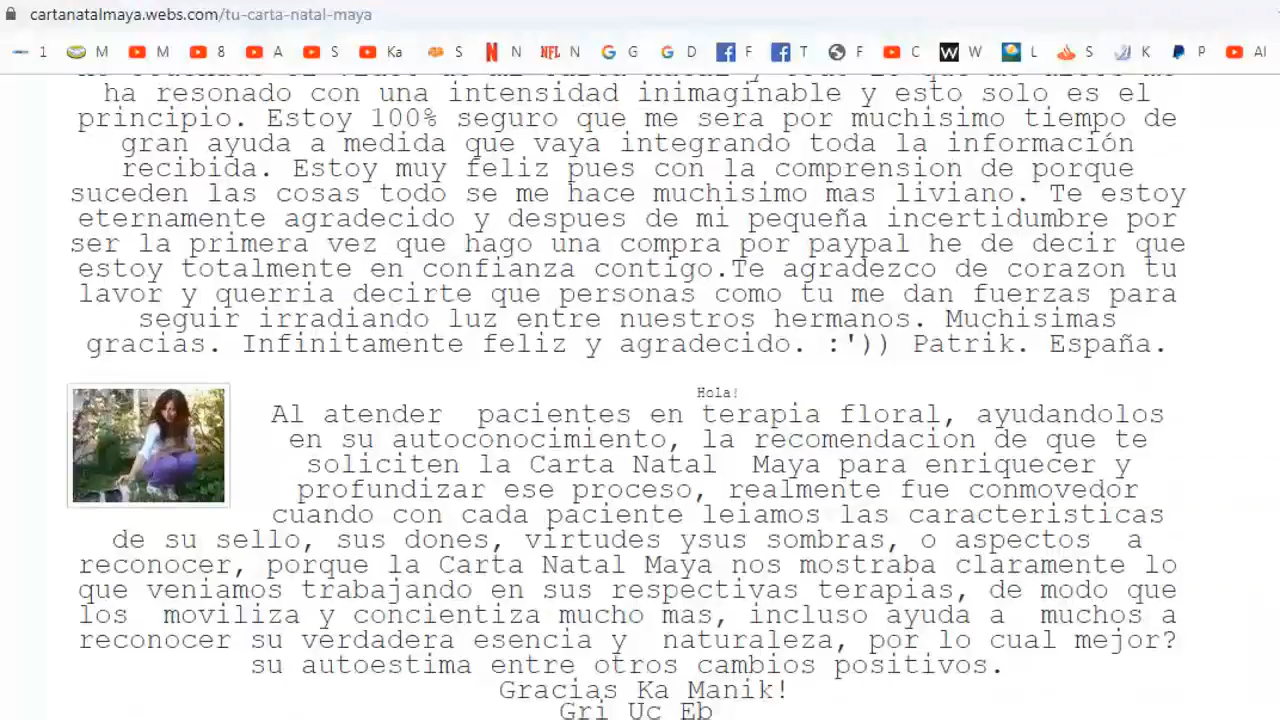 cartanatalmaya.webs.com/tu-carta-natal-maya
1 M M 8 A S Ka S N NFL N G D F T F C W W L S K P AI
ha resonado con una intensidad inimaginable y esto solo es el
principio. Estoy 100% seguro que me sera por muchisimo tiempo de
gran ayuda a medida que vaya integrando toda la información
recibida. Estoy muy feliz pues con la comprension de porque
suceden las cosas todo se me hace muchisimo mas liviano. Te estoy
eternamente agradecido y despues de mi pequeña incertidumbre por
ser la primera vez que hago una compra por paypal he de decir que
estoy totalmente en confianza contigo.Te agradezco de corazon tu
lavor y querria decirte que personas como tu me dan fuerzas para
seguir irradiando luz entre nuestros hermanos. Muchisimas
gracias. Infinitamente feliz y agradecido. :')) Patrik. España.
Hola!
Al atender pacientes en terapia floral, ayudandolos
en su autoconocimiento, la recomendacion de que te
soliciten la Carta Natal Maya para enriquecer y
profundizar ese proceso, realmente fue conmovedor
cuando con cada paciente leiamos las caracteristicas
de su sello, sus dones, virtudes ysus sombras, o aspectos a
reconocer, porque la Carta Natal Maya nos mostraba claramente lo
que veniamos trabajando en sus respectivas terapias, de modo que
los moviliza y concientiza mucho mas, incluso ayuda a muchos a
reconocer su verdadera esencia y naturaleza, por lo cual mejor?
su autoestima entre otros cambios positivos.
Gracias Ka Manik!
Gri Uc Eb